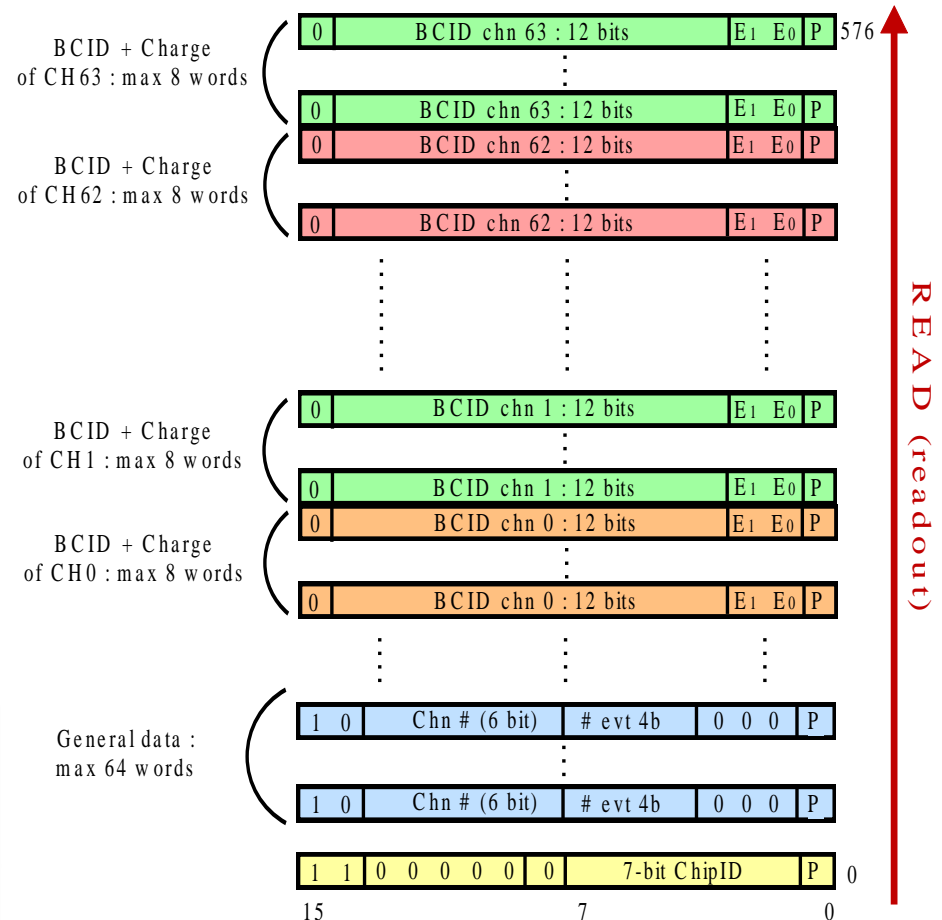 0 BCID chn 63 : 12 bits E1 E0 P 576
BCID + Charge
of CH63 : max 8 words
0 BCID chn 63 : 12 bits E1 E0 P
0 BCID chn 62 : 12 bits E1 E0 P
BCID + Charge
of CH62 : max 8 words
0 BCID chn 62 : 12 bits E1 E0 P
READ (readout)
0 BCID chn 1 : 12 bits E1 E0 P
BCID + Charge
of CH1 : max 8 words
0 BCID chn 1 : 12 bits E1 E0 P
0 BCID chn 0 : 12 bits E1 E0 P
BCID + Charge
of CH0 : max 8 words
0 BCID chn 0 : 12 bits E1 E0 P
1 0 Chn # (6 bit) # evt 4b 0 0 0 P
General data :
max 64 words
1 0 Chn # (6 bit) # evt 4b 0 0 0 P
1 1 0 0 0 0 0 0 7-bit ChipID P 0
15 7 0